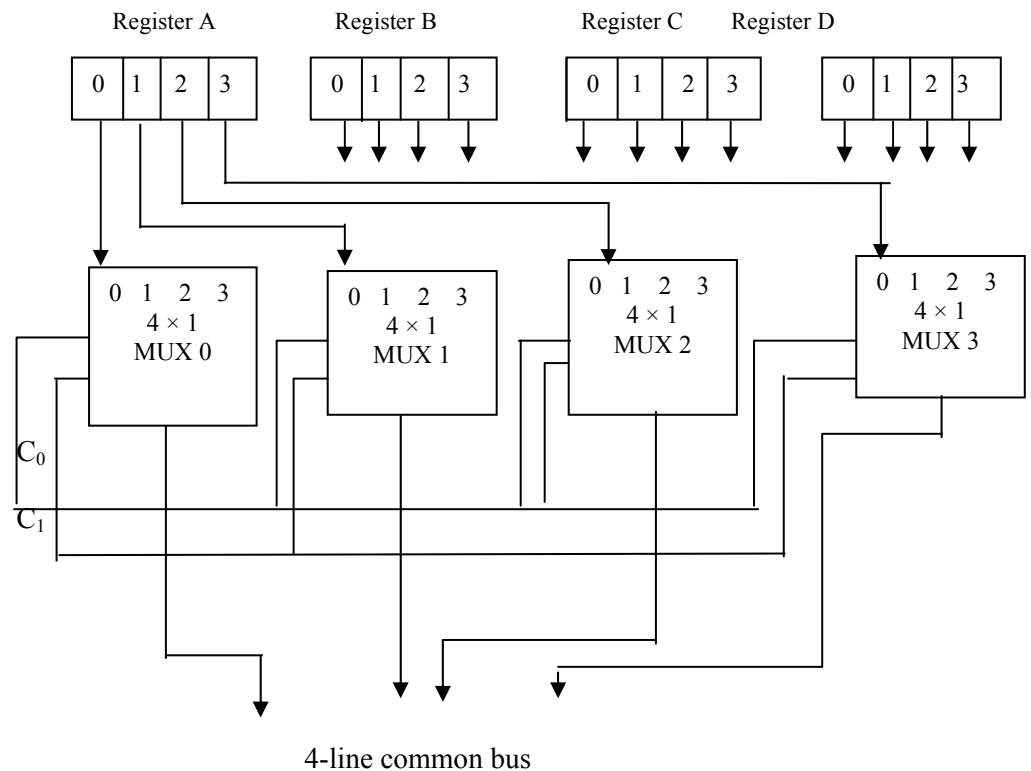 Register A Register B Register C Register D
0 1 2 3 0 1 2 3 0 1 2 3 0 1 2 3
0 1 2 3
4 × 1
MUX 0
0 1 2 3
4 × 1
MUX 1
0 1 2 3
4 × 1
MUX 2
0 1 2 3
4 × 1
MUX 3
C₀
C₁
4-line common bus